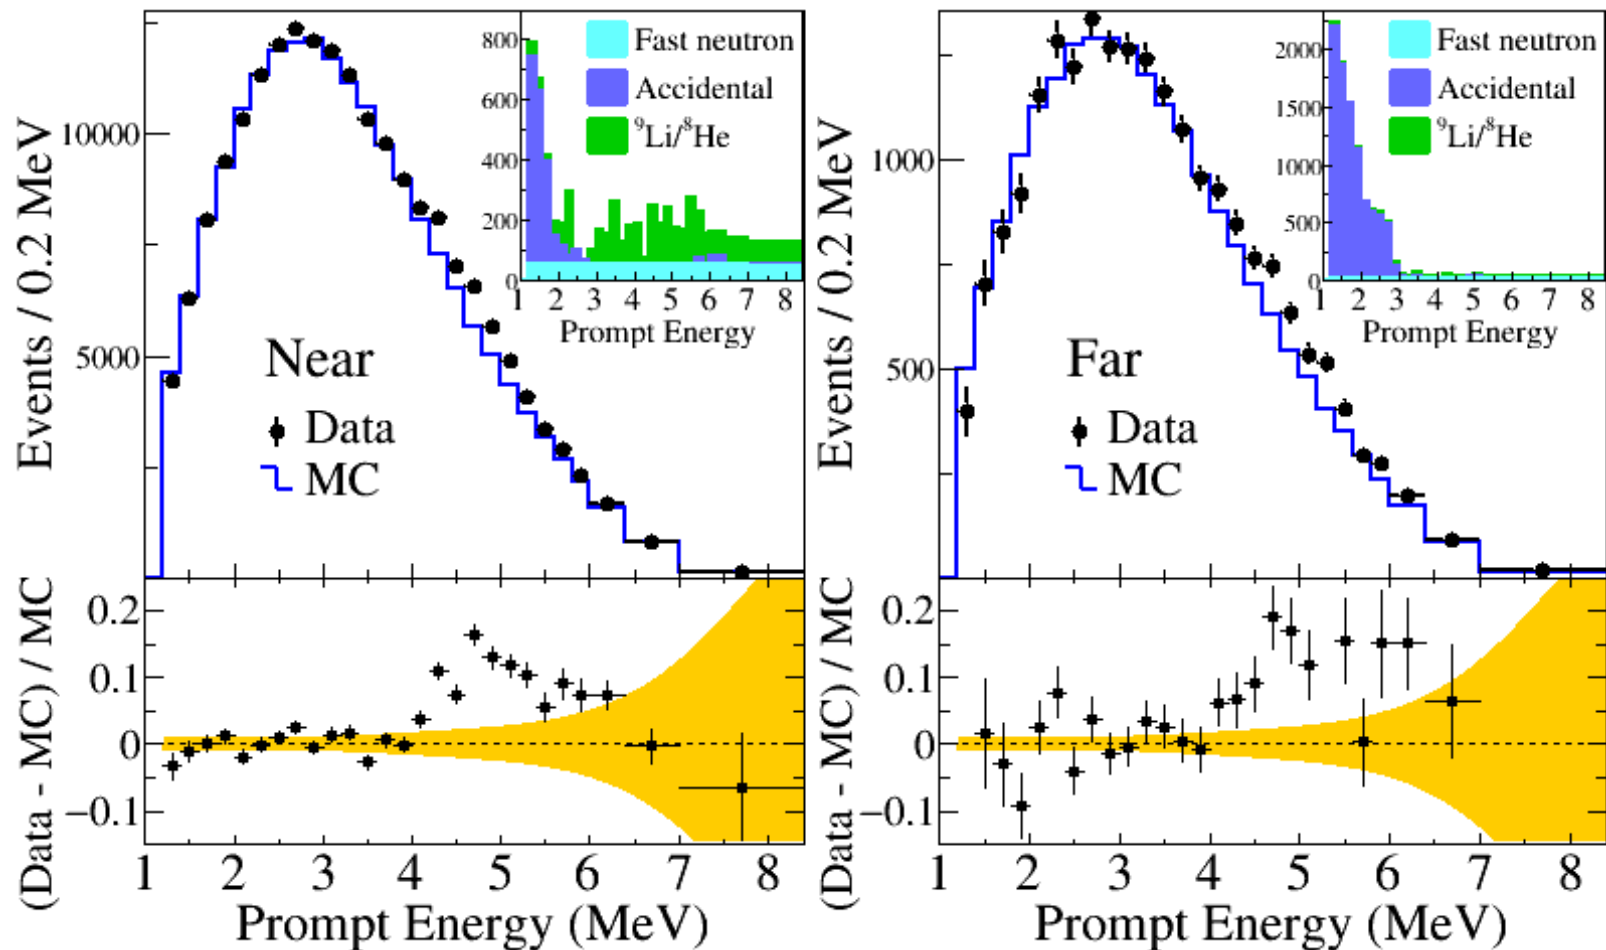 Events / 0.2 MeV
10000
5000
Near
Data
MC
Fast neutron
Accidental
⁹Li/⁸He
800
600
400
200
0
1 2 3 4 5 6 7 8
Prompt Energy
(Data - MC) / MC
0.2
0.1
0
−0.1
1 2 3 4 5 6 7 8
Prompt Energy (MeV)
Events / 0.2 MeV
1000
500
Far
Data
MC
Fast neutron
Accidental
⁹Li/⁸He
2000
1500
1000
500
0
1 2 3 4 5 6 7 8
Prompt Energy
(Data - MC) / MC
0.2
0.1
0
−0.1
1 2 3 4 5 6 7 8
Prompt Energy (MeV)